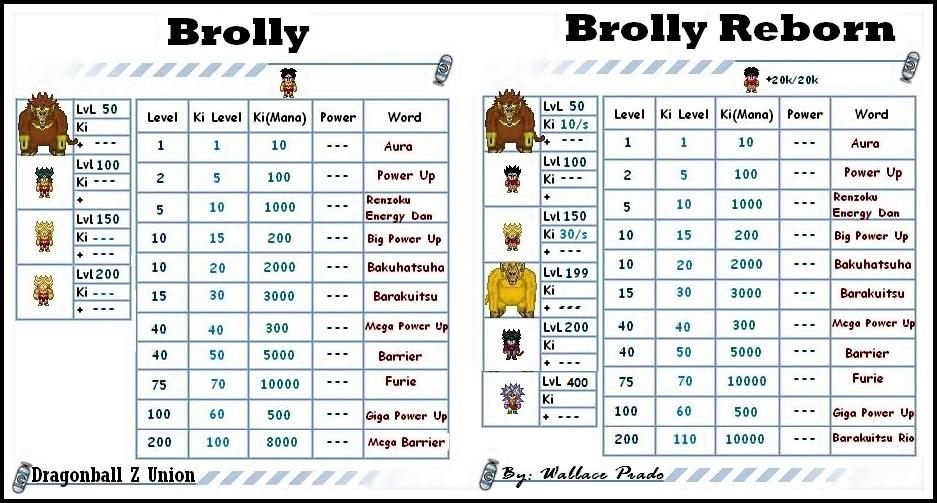 Brolly
LvL 50
Ki
+ ---
Lvl 100
Ki ---
+
Lvl 150
Ki ---
+ ---
Lvl 200
Ki ---
+ ---
Level Ki Level Ki(Mana) Power Word
1 1 10 --- Aura
2 5 100 --- Power Up
5 10 1000 --- Renzoku
Energy Dan
10 15 200 --- Big Power Up
10 20 2000 --- Bakuhatsuha
15 30 3000 --- Barakuitsu
40 40 300 --- Mega Power Up
40 50 5000 --- Barrier
75 70 10000 --- Furie
100 60 500 --- Giga Power Up
200 100 8000 --- Mega Barrier
Dragonball Z Union
Brolly Reborn
+20k/20k
LvL 50
Ki 10/s
+ ---
Lvl 100
Ki ---
+
Lvl 150
Ki 30/s
+ ---
LvL 199
Ki
+ ---
LvL 200
Ki
+ ---
LvL 400
Ki
+ ---
Level Ki Level Ki(Mana) Power Word
1 1 10 --- Aura
2 5 100 --- Power Up
5 10 1000 --- Renzoku
Energy Dan
10 15 200 --- Big Power Up
10 20 2000 --- Bakuhatsuha
15 30 3000 --- Barakuitsu
40 40 300 --- Mega Power Up
40 50 5000 --- Barrier
75 70 10000 --- Furie
100 60 500 --- Giga Power Up
200 110 10000 --- Barakuitsu Rio
By: Wallace Prado